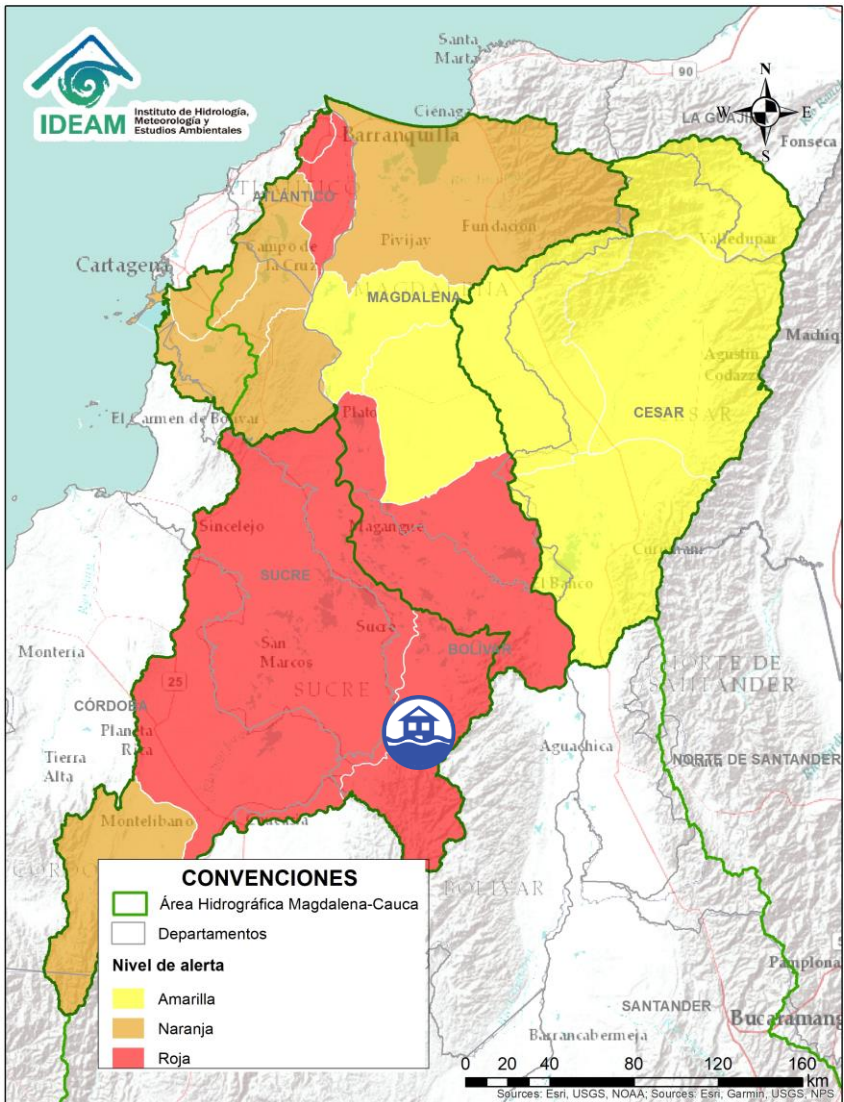 IDEAM
Instituto de Hidrología,
Meteorología y
Estudios Ambientales
Santa
Marta
90
N
W
E
S
Ciénaga
LA GUAJI
Fonseca
Barranquilla
ATLÁNTICO
Valledupar
Fundación
Pivijay
Campo de
la Cruz
Cartagena
MAGDALENA
Machiq
Agustín
Codazzi
CESAR
El Carmen de Bolívar
Plato
Sincelejo
Magangué
SUCRE
El Banco
Sucre
BOLÍVAR
Montería
San
Marcos
SUCRE
NORTE DE
SANTANDER
25
CÓRDOBA
Planeta
Rica
Tierra
Alta
Aguachica
NORTE DE SANTANDER
Montelibano
BOLÍVAR
Pamplona
SANTANDER
Bucaramang
Barrancabermeja
CONVENCIONES
Área Hidrográfica Magdalena-Cauca
Departamentos
Nivel de alerta
Amarilla
Naranja
Roja
0 20 40 80 120 160
km
Sources: Esri, USGS, NOAA; Sources: Esri, Garmin, USGS, NPS